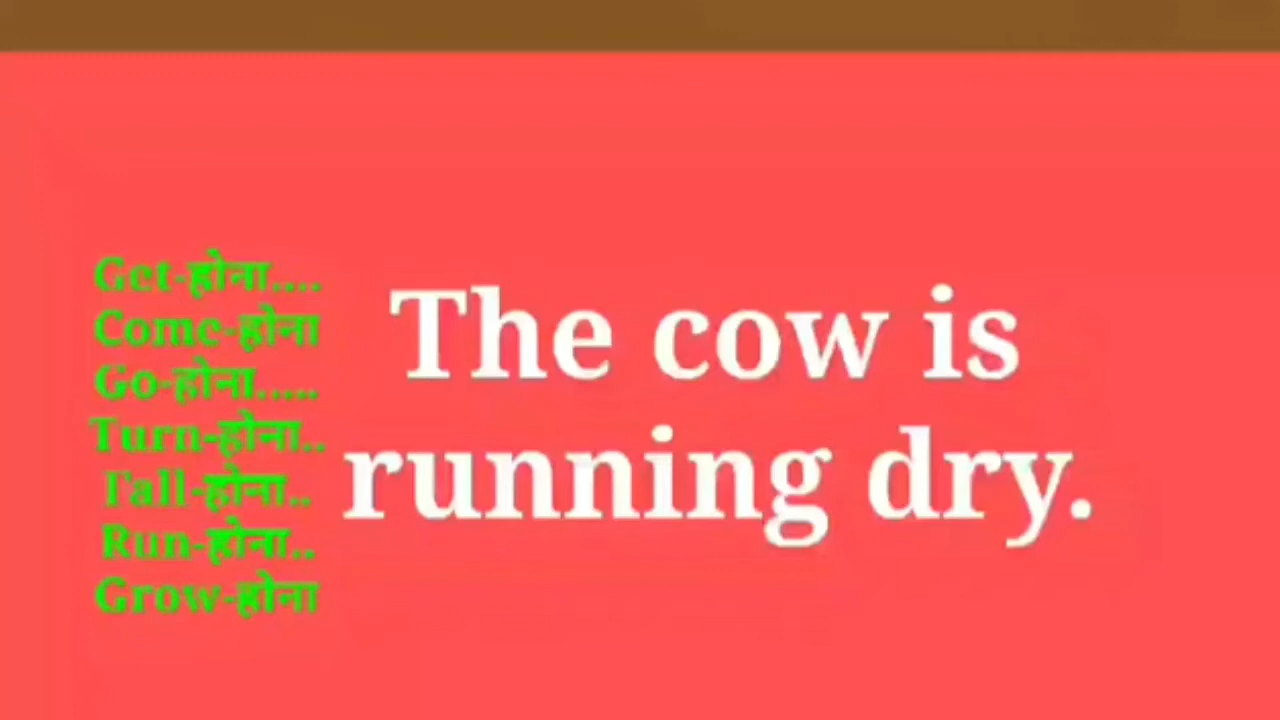 Get-होना....
Come-होना
Go-होना.....
Turn-होना..
Fall-होना..
Run-होना..
Grow-होना
The cow is
running dry.